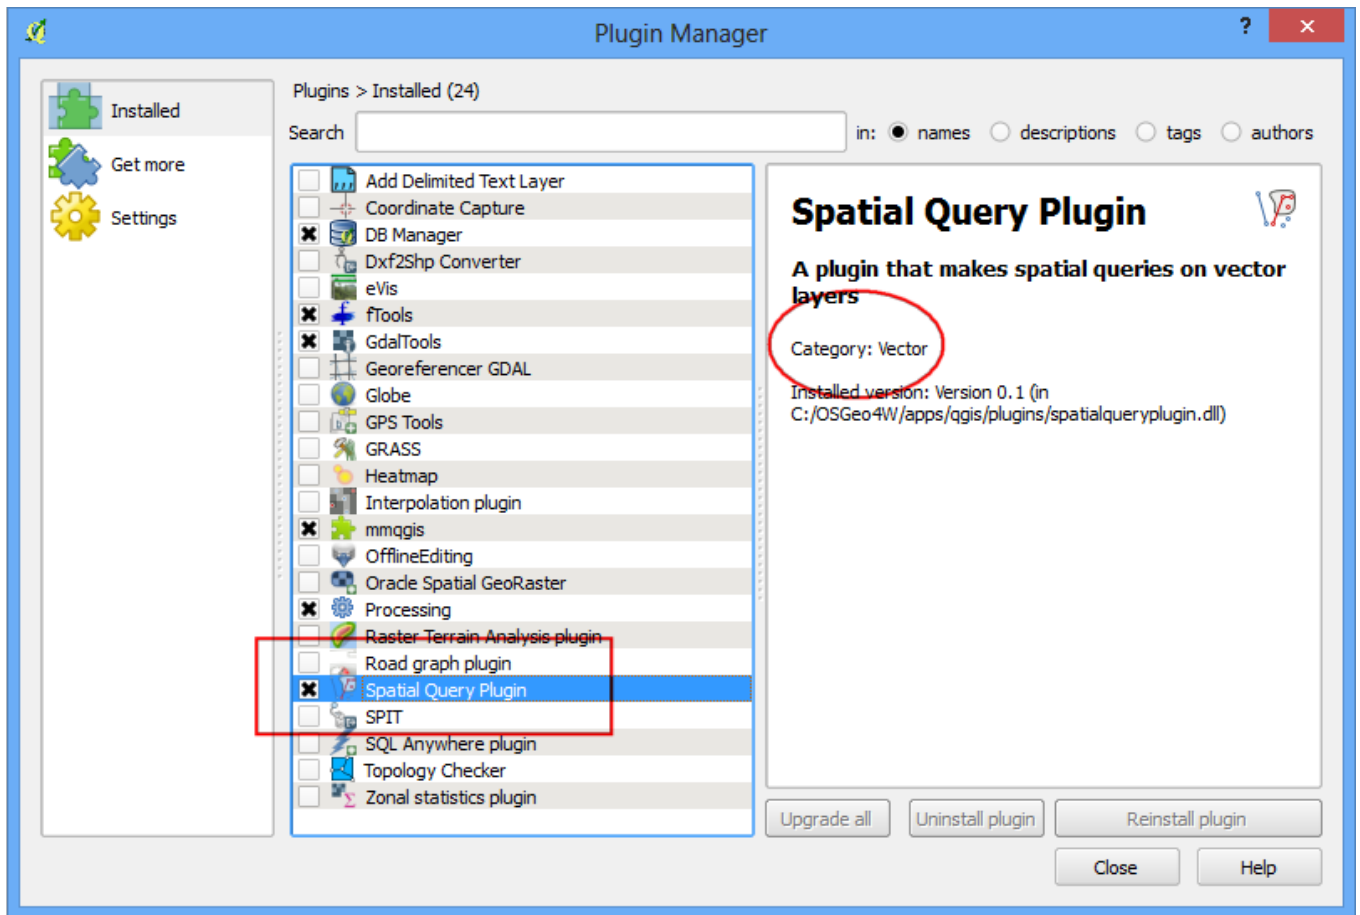 Plugin Manager
?
Plugins > Installed (24)
Installed
Search
in: names descriptions tags authors
Get more
Settings
Add Delimited Text Layer
Coordinate Capture
DB Manager
Dxf2Shp Converter
eVis
fTools
GdalTools
Georeferencer GDAL
Globe
GPS Tools
GRASS
Heatmap
Interpolation plugin
mmqgis
OfflineEditing
Oracle Spatial GeoRaster
Processing
Raster Terrain Analysis plugin
Road graph plugin
Spatial Query Plugin
SPIT
SQL Anywhere plugin
Topology Checker
Zonal statistics plugin
Spatial Query Plugin
A plugin that makes spatial queries on vector
layers
Category: Vector
Installed version: Version 0.1 (in
C:/OSGeo4W/apps/qgis/plugins/spatialqueryplugin.dll)
Upgrade all Uninstall plugin Reinstall plugin
Close Help